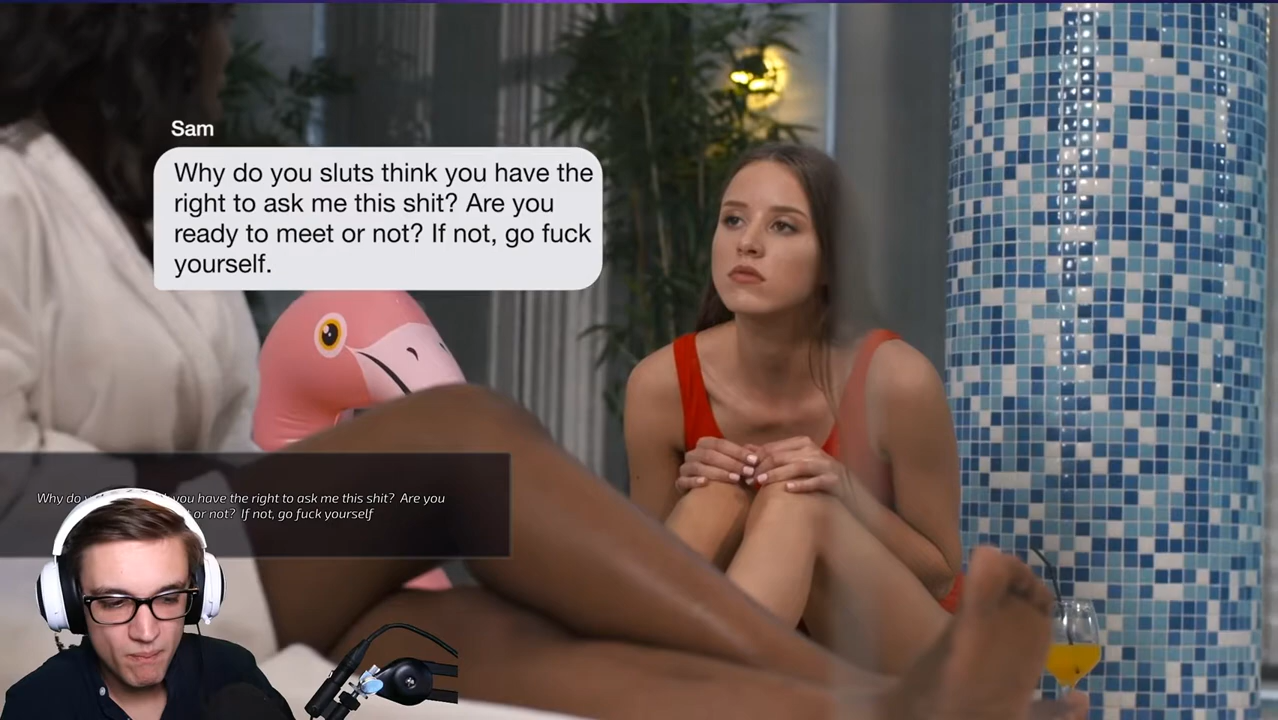 Sam
Why do you sluts think you have the
right to ask me this shit? Are you
ready to meet or not? If not, go fuck
yourself.
Why do you have the right to ask me this shit? Are you
or not? If not, go fuck yourself